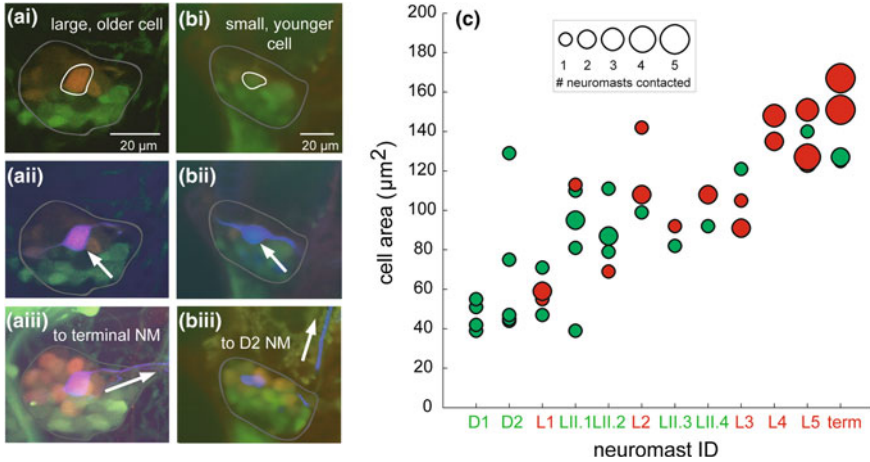 (ai) large, older cell
20 µm
(bi) small, younger
cell
20 µm
(aii)
(bii)
(aiii) to terminal NM
(biii) to D2 NM
(c)
1 2 3 4 5
# neuromasts contacted
200
180
160
140
120
100
80
60
40
20
0
cell area (µm²)
D1 D2 L1 LII.1 LII.2 L2 LII.3 LII.4 L3 L4 L5 term
neuromast ID